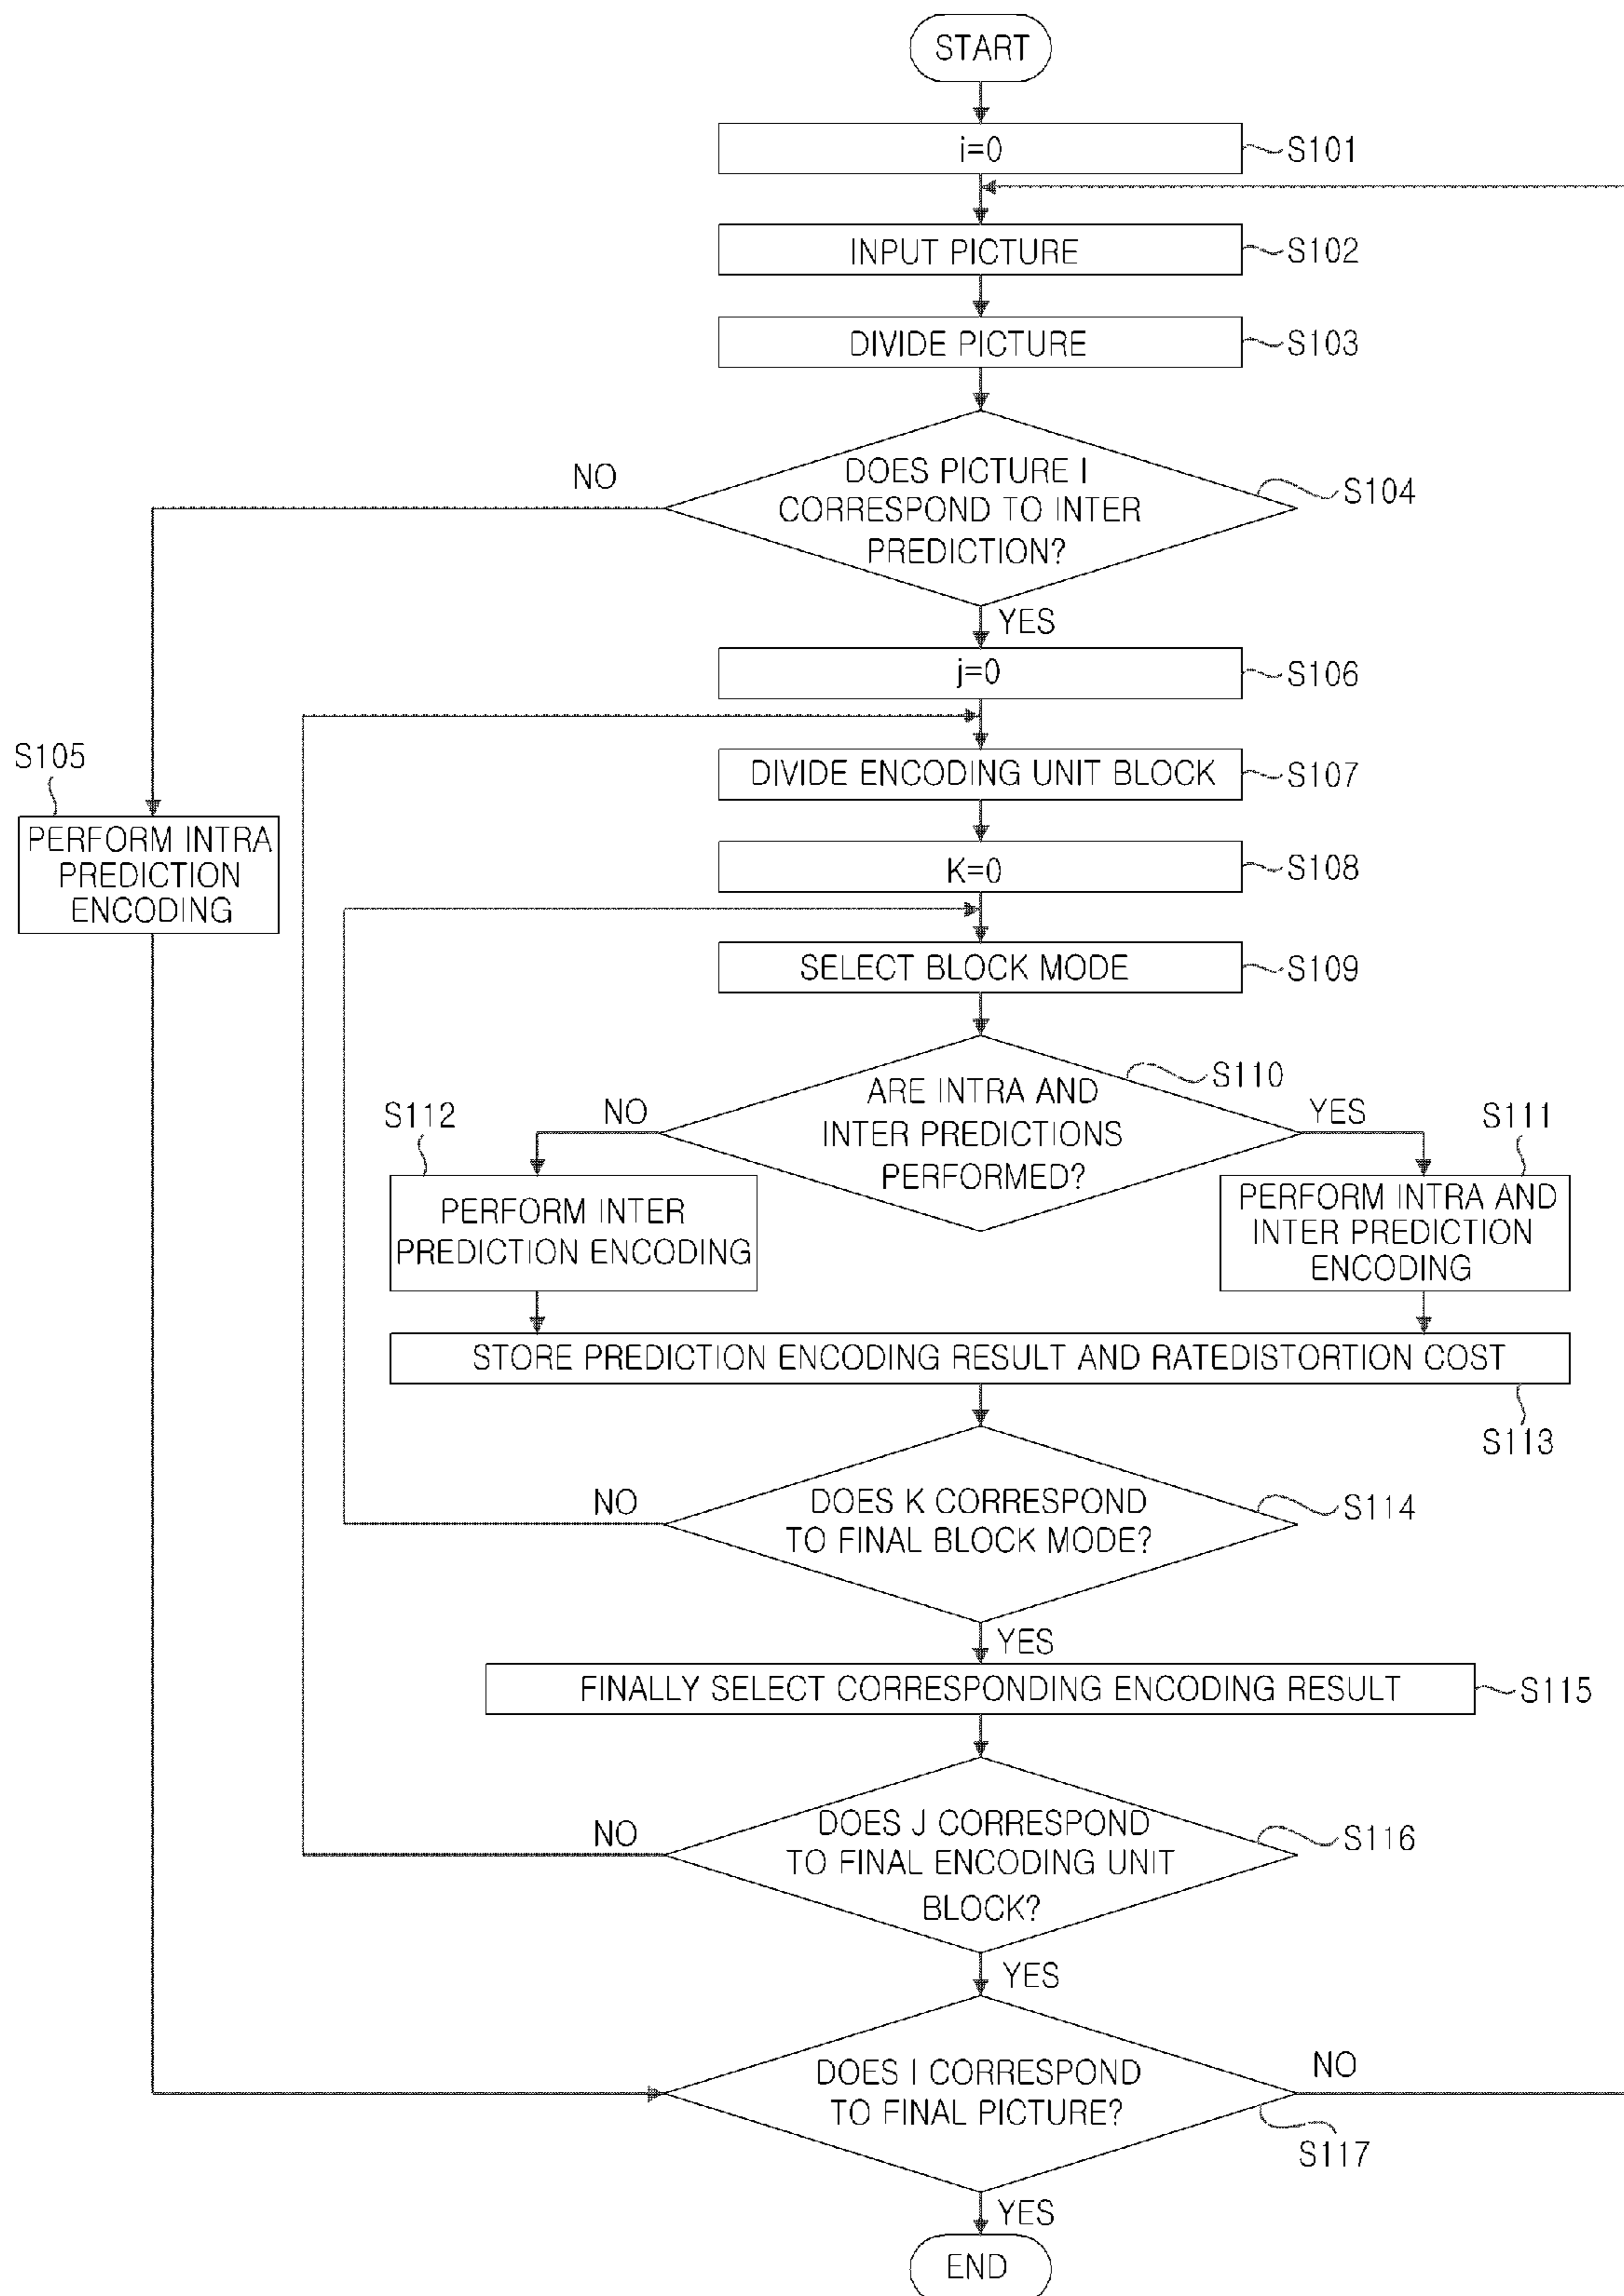 START
i=0
S101
INPUT PICTURE
S102
DIVIDE PICTURE
S103
DOES PICTURE I
CORRESPOND TO INTER
PREDICTION?
S104
NO
YES
j=0
S106
S105
PERFORM INTRA
PREDICTION
ENCODING
DIVIDE ENCODING UNIT BLOCK
S107
K=0
S108
SELECT BLOCK MODE
S109
ARE INTRA AND
INTER PREDICTIONS
PERFORMED?
S110
NO
YES
S112
PERFORM INTER
PREDICTION ENCODING
S111
PERFORM INTRA AND
INTER PREDICTION
ENCODING
STORE PREDICTION ENCODING RESULT AND RATEDISTORTION COST
S113
DOES K CORRESPOND
TO FINAL BLOCK MODE?
S114
NO
YES
FINALLY SELECT CORRESPONDING ENCODING RESULT
S115
DOES J CORRESPOND
TO FINAL ENCODING UNIT
BLOCK?
S116
NO
YES
DOES I CORRESPOND
TO FINAL PICTURE?
NO
S117
YES
END